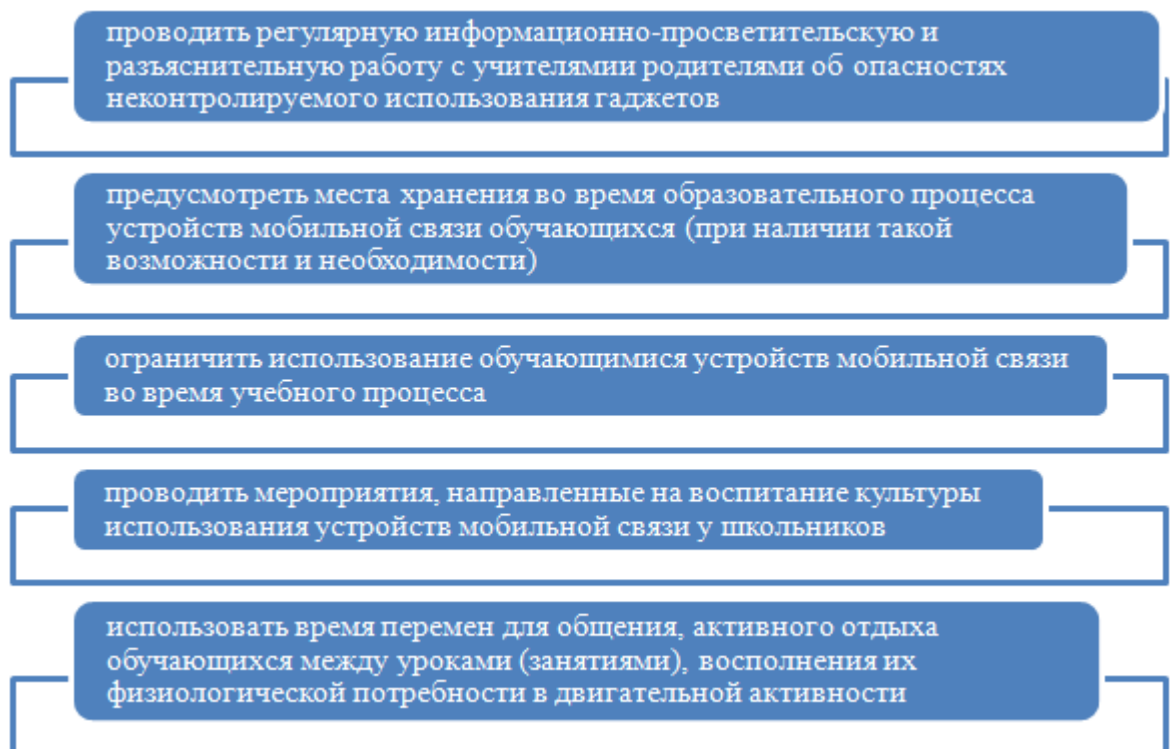 проводить регулярную информационно-просветительскую и
разъяснительную работу с учителямии родителями об опасностях
неконтролируемого использования гаджетов
предусмотреть места хранения во время образовательного процесса
устройств мобильной связи обучающихся (при наличии такой
возможности и необходимости)
ограничить использование обучающимися устройств мобильной связи
во время учебного процесса
проводить мероприятия, направленные на воспитание культуры
использования устройств мобильной связи у школьников
использовать время перемен для общения, активного отдыха
обучающихся между уроками (занятиями), восполнения их
физиологической потребности в двигательной активности